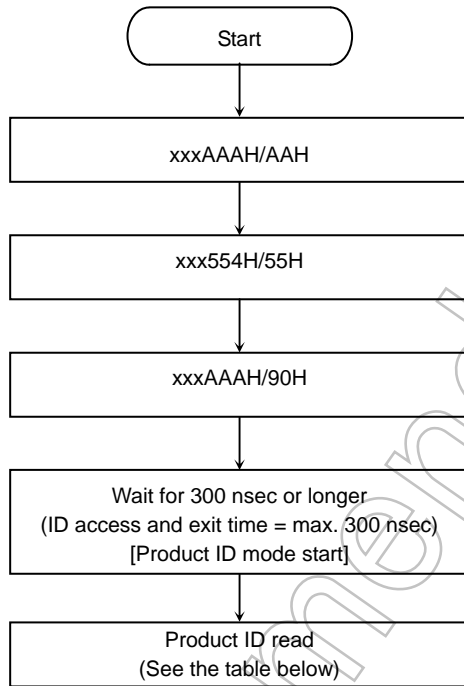 Start
xxxAAAH/AAH
xxx554H/55H
xxxAAAH/90H
Wait for 300 nsec or longer
(ID access and exit time = max. 300 nsec)
[Product ID mode start]
Product ID read
(See the table below)